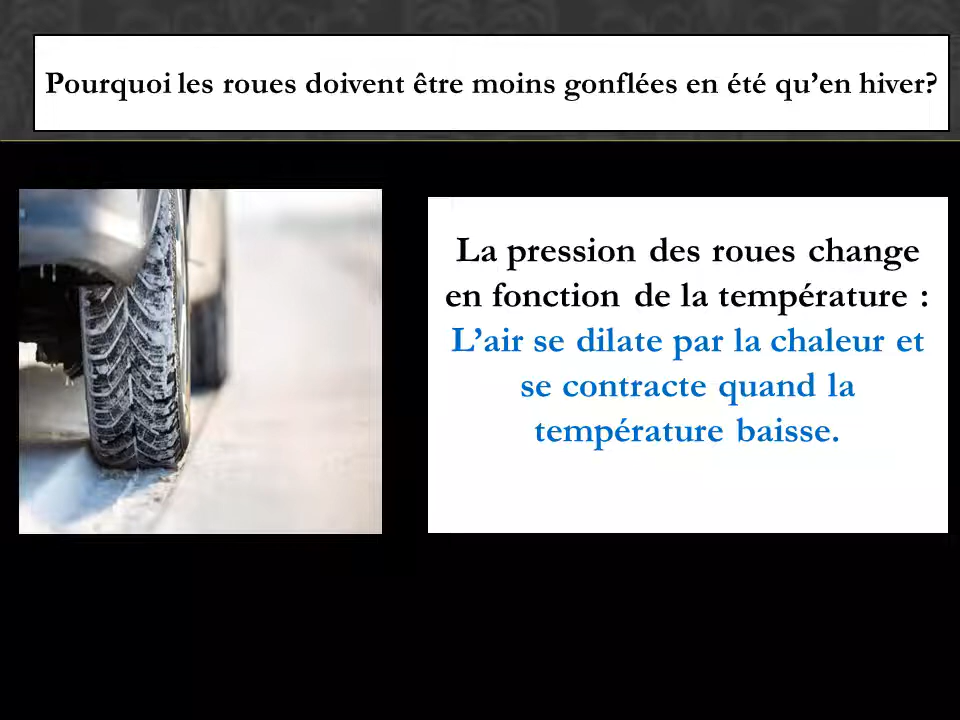 Pourquoi les roues doivent être moins gonflées en été qu’en hiver?
La pression des roues change
en fonction de la température :
L’air se dilate par la chaleur et
se contracte quand la
température baisse.